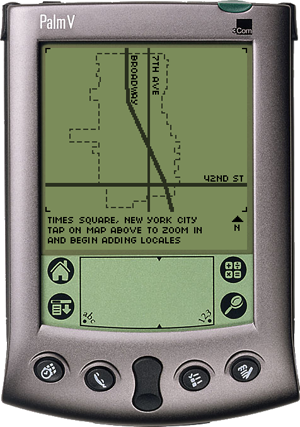 Palm V
3Com
BROADWAY
7TH AVE
42ND ST
TIMES SQUARE, NEW YORK CITY
TAP ON MAP ABOVE TO ZOOM IN
AND BEGIN ADDING LOCALES
N
abc
123